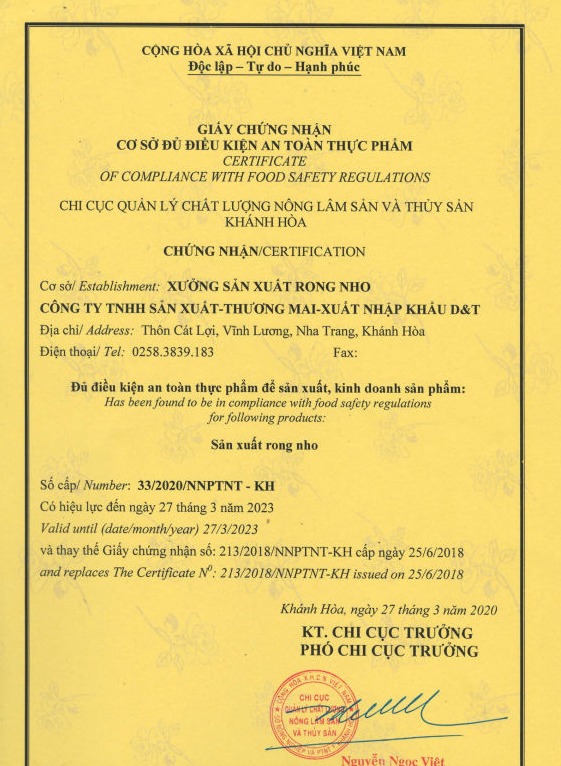 CỘNG HÒA XÃ HỘI CHỦ NGHĨA VIỆT NAM
Độc lập – Tự do – Hạnh phúc
GIẤY CHỨNG NHẬN
CƠ SỞ ĐỦ ĐIỀU KIỆN AN TOÀN THỰC PHẨM
CERTIFICATE
OF COMPLIANCE WITH FOOD SAFETY REGULATIONS
CHI CỤC QUẢN LÝ CHẤT LƯỢNG NÔNG LÂM SẢN VÀ THỦY SẢN
KHÁNH HÒA
CHỨNG NHẬN/CERTIFICATION
Cơ sở/ Establishment: XƯỞNG SẢN XUẤT RONG NHO
CÔNG TY TNHH SẢN XUẤT-THƯƠNG MAI-XUẤT NHẬP KHẨU D&T
Địa chỉ/ Address: Thôn Cát Lợi, Vĩnh Lương, Nha Trang, Khánh Hòa
Điện thoại/ Tel: 0258.3839.183 Fax:
Đủ điều kiện an toàn thực phẩm để sản xuất, kinh doanh sản phẩm:
Has been found to be in compliance with food safety regulations
for following products:
Sản xuất rong nho
Số cấp/ Number: 33/2020/NNPTNT - KH
Có hiệu lực đến ngày 27 tháng 3 năm 2023
Valid until (date/month/year) 27/3/2023
và thay thế Giấy chứng nhận số: 213/2018/NNPTNT-KH cấp ngày 25/6/2018
and replaces The Certificate N⁰: 213/2018/NNPTNT-KH issued on 25/6/2018
Khánh Hòa, ngày 27 tháng 3 năm 2020
KT. CHI CỤC TRƯỞNG
PHÓ CHI CỤC TRƯỞNG
CHI CỤC
QUẢN LÝ CHẤT LƯỢNG
NÔNG LÂM SẢN
VÀ THỦY SẢN
Nguyễn Ngọc Việt